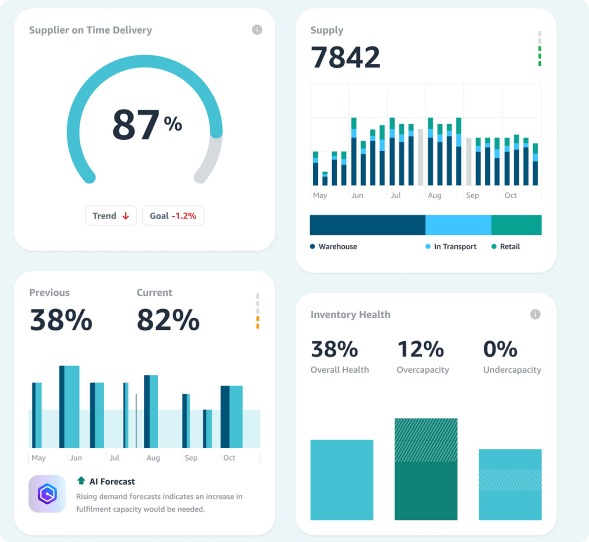 Supplier on Time Delivery
i
87%
Trend ↓
Goal -1.2%
Supply
7842
May Jun Jul Aug Sep Oct
Warehouse In Transport Retail
Previous Current
38% 82%
May Jun Jul Aug Sep Oct
AI Forecast
Rising demand forecasts indicates an increase in
fulfilment capacity would be needed.
Inventory Health
i
38% 12% 0%
Overall Health Overcapacity Undercapacity